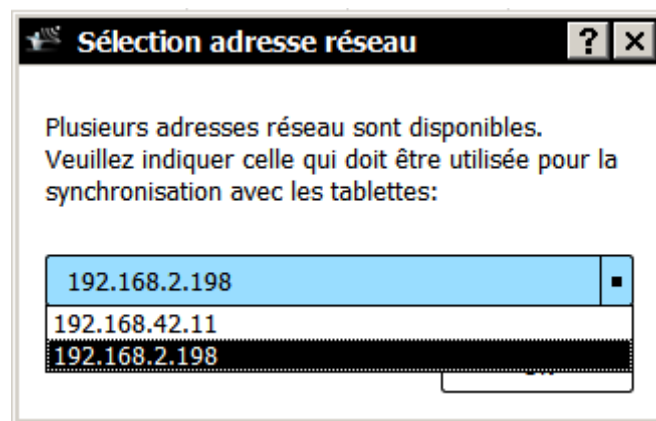 Sélection adresse réseau
Plusieurs adresses réseau sont disponibles.
Veuillez indiquer celle qui doit être utilisée pour la
synchronisation avec les tablettes:
192.168.2.198
192.168.42.11
192.168.2.198